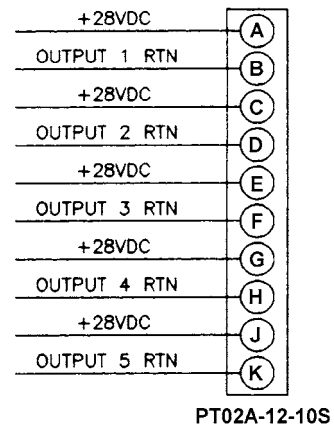 +28VDC A
OUTPUT 1 RTN B
+28VDC C
OUTPUT 2 RTN D
+28VDC E
OUTPUT 3 RTN F
+28VDC G
OUTPUT 4 RTN H
+28VDC J
OUTPUT 5 RTN K
PT02A-12-10S